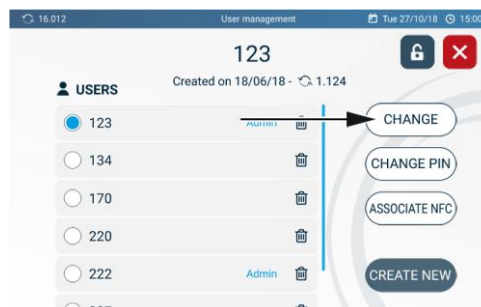 16.012 User management Tue 27/10/18 15:00
123
Created on 18/06/18 - 1.124
USERS
123 Admin
CHANGE
134
CHANGE PIN
170
ASSOCIATE NFC
220
222 Admin
CREATE NEW